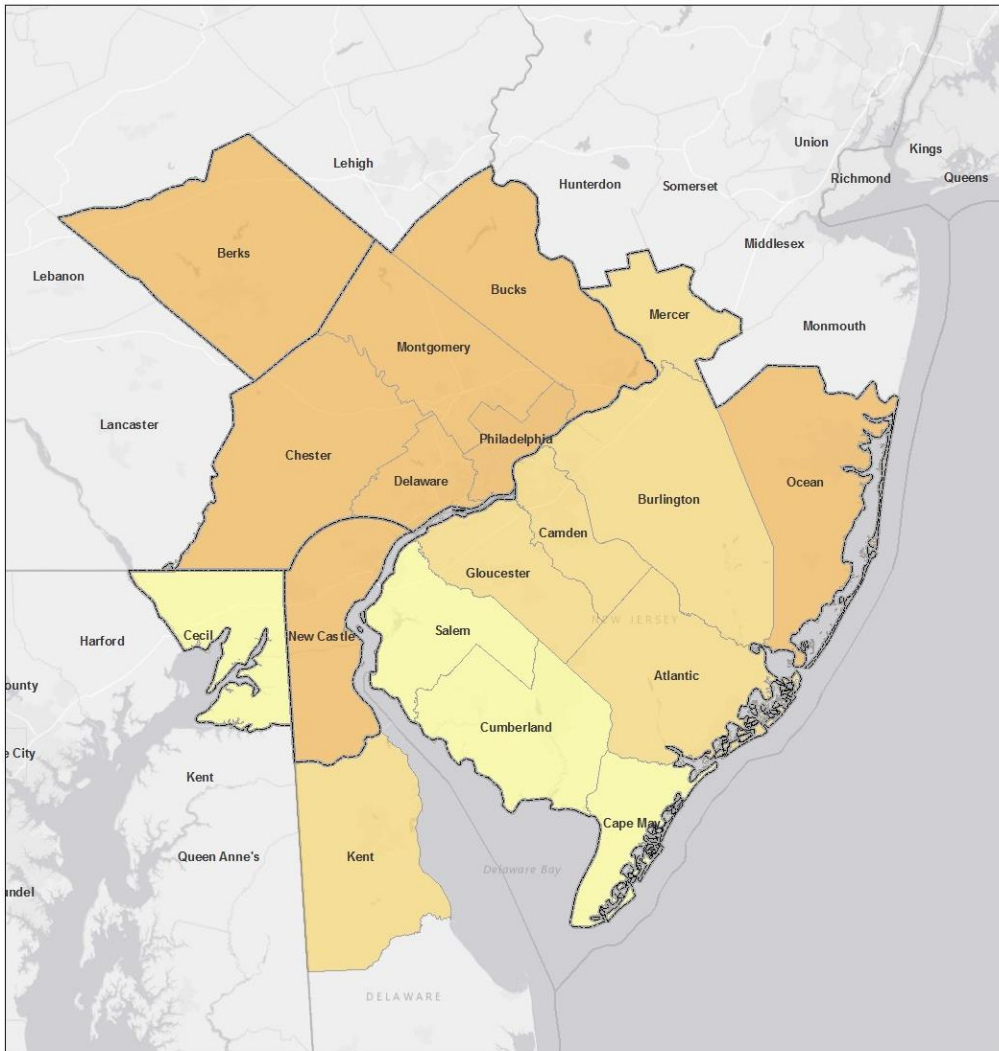 Union
Kings
Lehigh
Queens
Richmond
Hunterdon
Somerset
Middlesex
Berks
Lebanon
Bucks
Mercer
Monmouth
Montgomery
Lancaster
Philadelphia
Chester
Delaware
Ocean
Burlington
Camden
Gloucester
NEW JERSEY
Salem
Cecil
New Castle
Harford
Atlantic
ounty
Cumberland
e City
Kent
Cape May
Queen Anne's
Kent
Delaware Bay
undel
DELAWARE